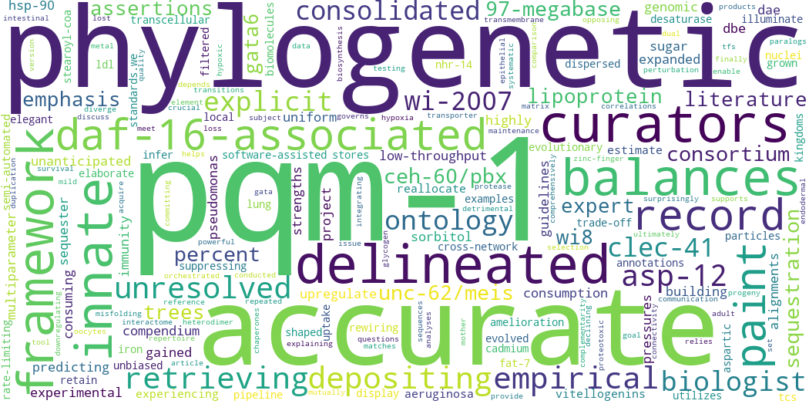 hsp-90
assertions
consolidated
97-megabase
genomic
dae
intestinal
lost
transcellular
gata6
biomolecules
transmembrane
opposing
products
desaturase
dbe
illuminate
phylogenetic
version
stearoyl-coa
metal
ldl
standards.we
quality
filtered
hypoxic
nhr-14
biosynthesis
data
testing
epithelial
systematic
comparison
dual
tfs
finally
enable
paralogs
sugar
expanded
dispersed
perturbation
nuclei
grown
emphasis
elegant
transitions
element
crucial
depends
explicit
wi-2007
lipoprotein
literature
diverge
discuss
meet
loss
local
subject
governs
hypoxia
transporter
maintenance
matrix
correlations
daf-16-associated
uniform
highly
curators
kingdoms
semi-automated
duplication
unanticipated
infer
helps
software-assisted
stores
low-throughput
evolutionary
estimate
consortium
zinc-finger
survival
mild
elaborate
acquire
gata
ceh-60/pbx
reallocate
guidelines
surprisingly
supports
endodermal
framework
innate
sequester
immunity
pseudomonas
lung
committing
pqm-1
protease
detrimental
examples
strengths
project
integrating
comprehensively
balances
multiparameter
consuming
sorbitol
ontology
expert
trade-off
record
cross-network
glycogen
powerful
issue
wi8
ultimately
particles
percent
suppressing
orchestrated
conducted
delineated
clec-41
annotations
sequestration
unresolved
upregulate
unc-62/meis
consumption
asp-12
building
communication
adult
paint
alignments
rate-limiting
downregulating
misfolding
reference
repeated
interactome
heterodimer
trees
compendium
chaperones
shaped
uptake
rewiring
questions
matches
sequences
analyses
mother
amelioration
evolved
complementarity
declining
pressures
connectivity
selection
progeny
goal
relies
aspartic
set
via
iron
gained
oocytes
repertoire
accurate
cadmium
fat-7
proteotoxic
predicting
unbiased
retain
tool
article
explaining
experimental
experiencing
pipeline
retrieving
depositing
empirical
biologist
aeruginosa
display
mutually
vitellogenins
provide
utilizes
tcs